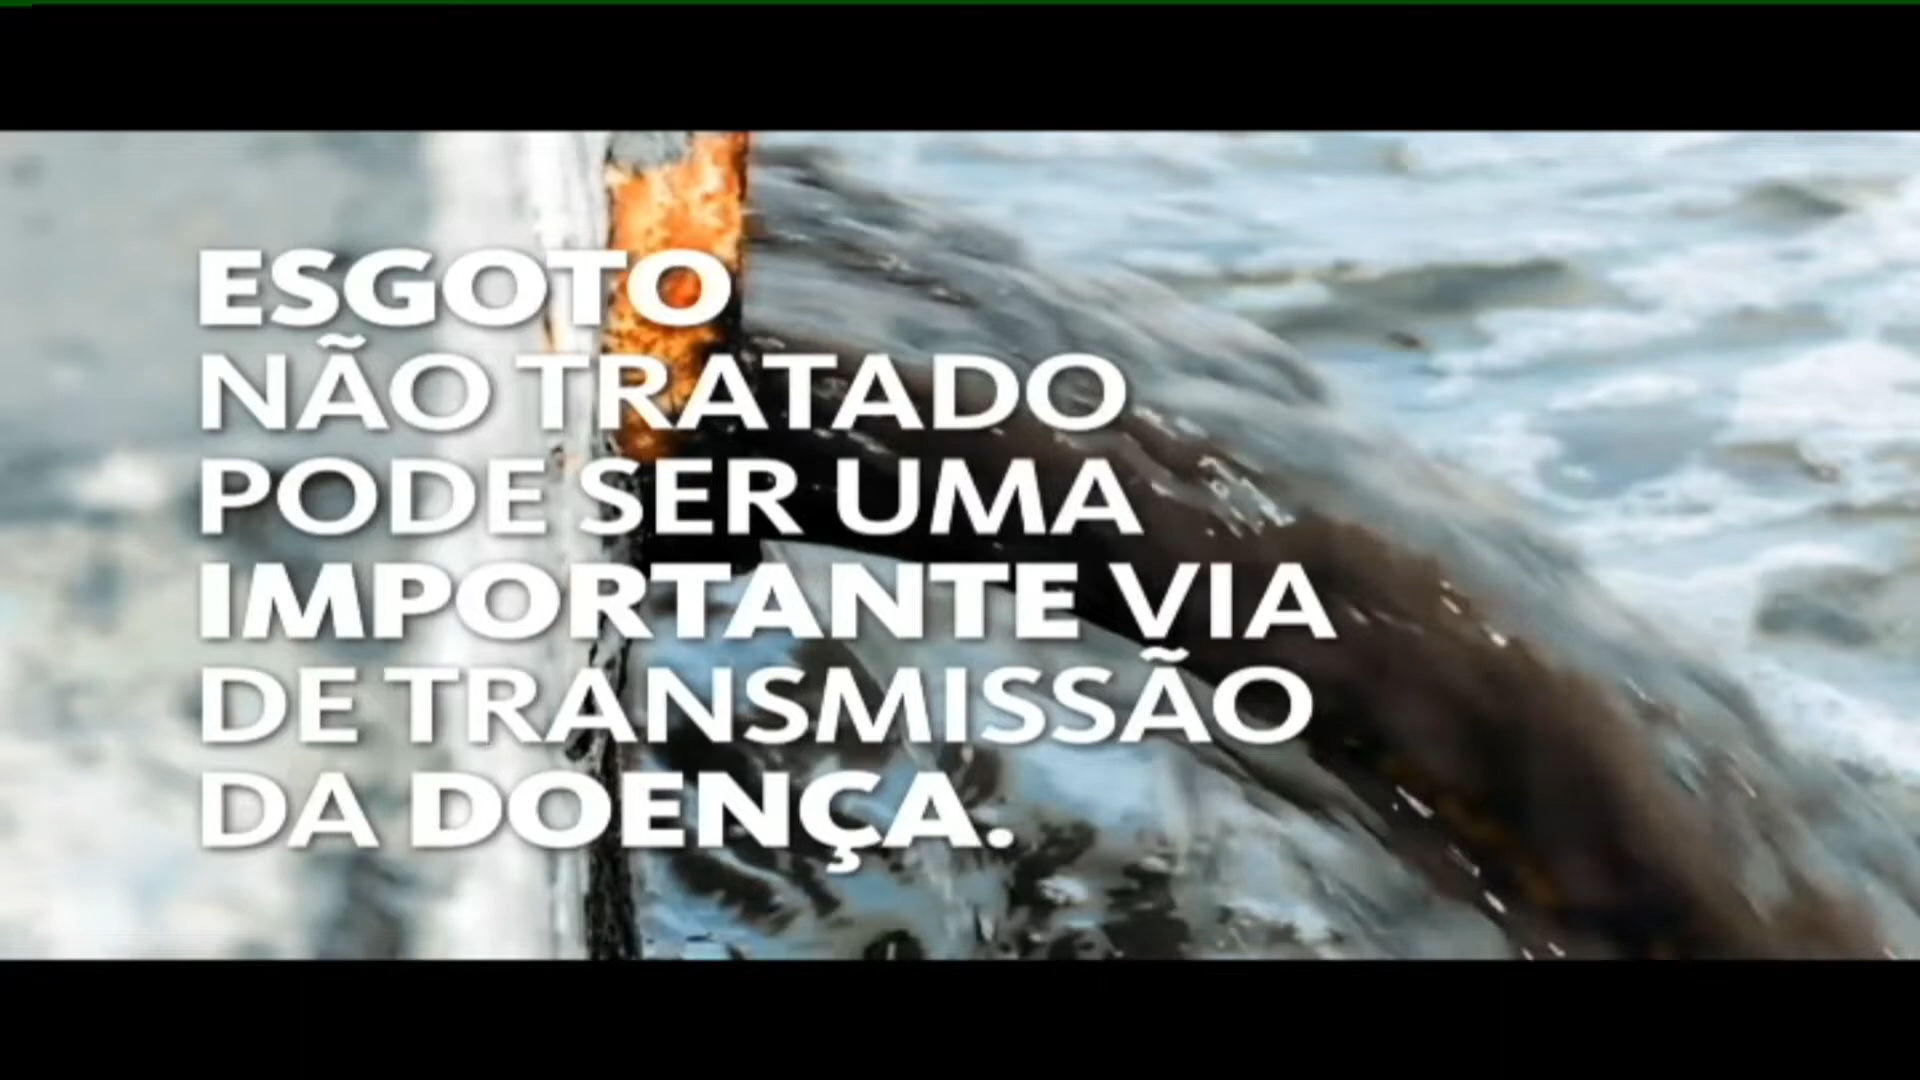 ESGOTO
NÃO TRATADO
PODE SER UMA
IMPORTANTE VIA
DE TRANSMISSÃO
DA DOENÇA.